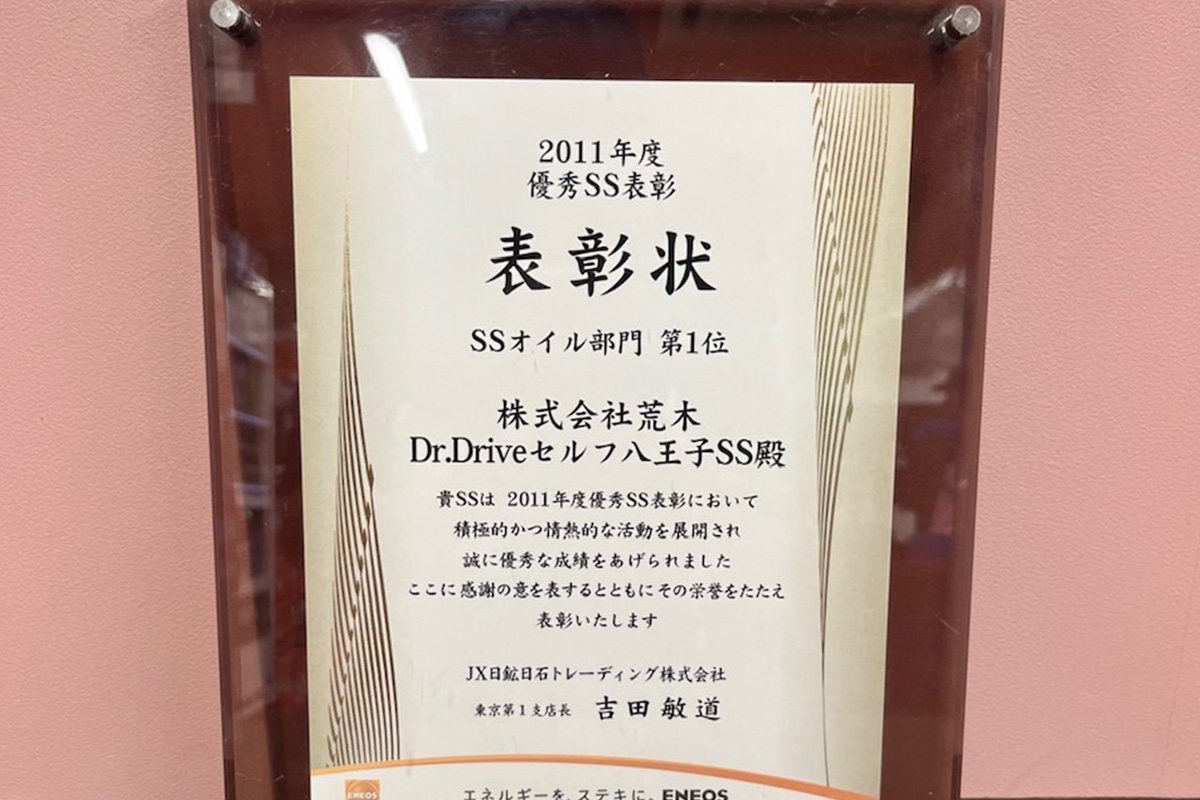 2011年度
優秀SS表彰
表彰状
SSオイル部門 第1位
株式会社荒木
Dr.Driveセルフ八王子SS殿
貴SSは 2011年度優秀SS表彰において
積極的かつ情熱的な活動を展開され
誠に優秀な成績をあげられました
ここに感謝の意を表するとともにその栄誉をたたえ
表彰いたします
JX日鉱日石トレーディング株式会社
東京第1支店長 吉田敏道
ENEOS
エネルギーを、ステキに。ENEOS